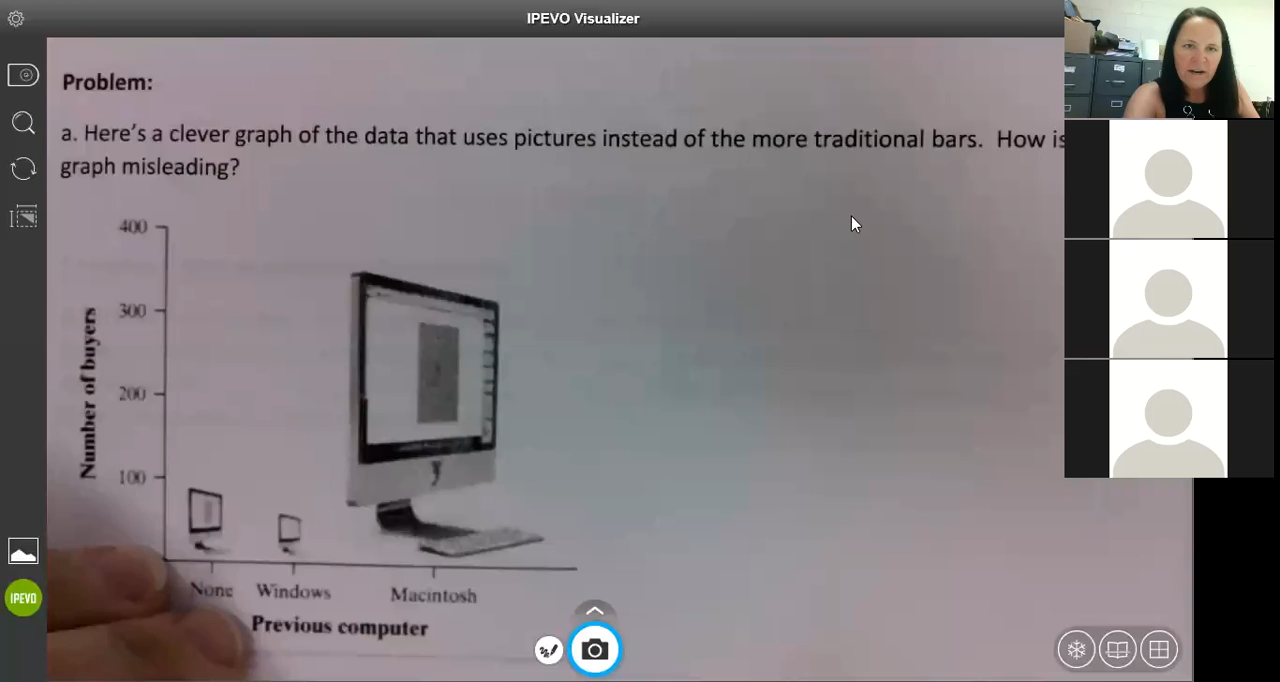 IPEVO Visualizer
Problem:
a. Here's a clever graph of the data that uses pictures instead of the more traditional bars. How is
graph misleading?
400
300
200
100
Number of buyers
None Windows Macintosh
Previous computer
IPEVO